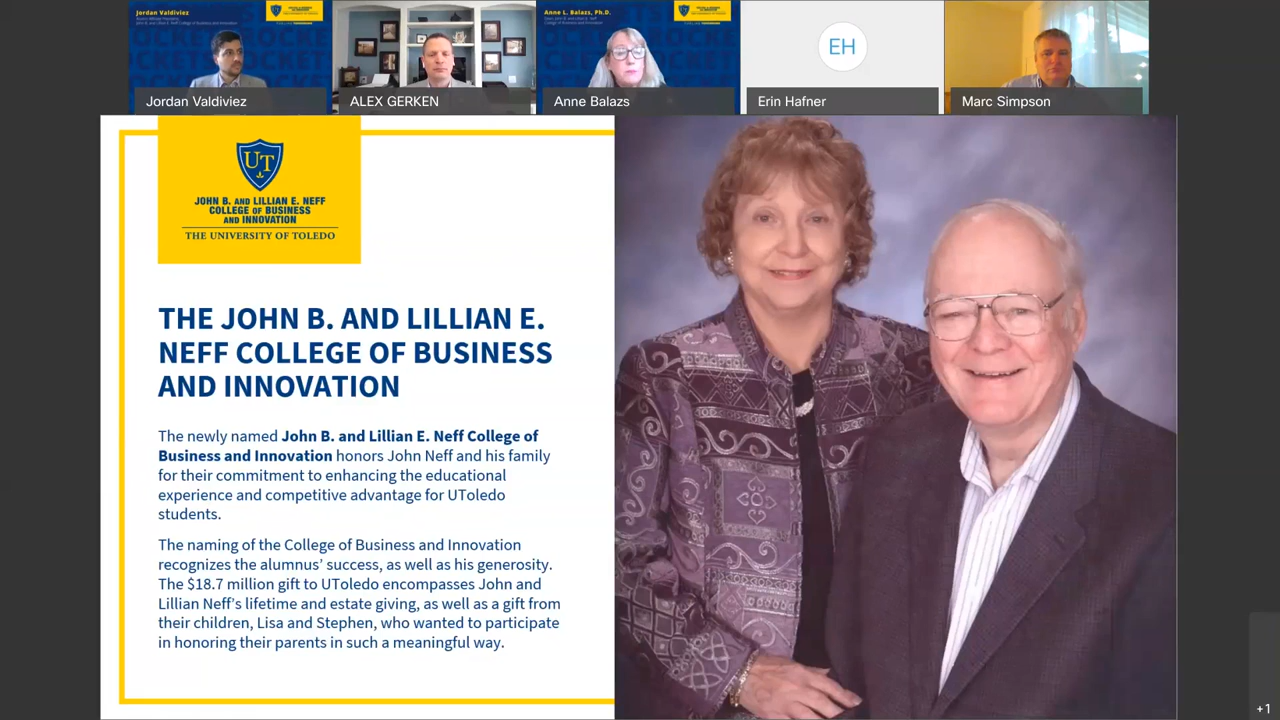 Jordan Valdiviez
Anne L. Balazs, Ph.D.
EH
Jordan Valdiviez
ALEX GERKEN
Anne Balazs
Erin Hafner
Marc Simpson
UT
JOHN B. AND LILLIAN E. NEFF
COLLEGE OF BUSINESS
AND INNOVATION
THE UNIVERSITY OF TOLEDO
THE JOHN B. AND LILLIAN E.
NEFF COLLEGE OF BUSINESS
AND INNOVATION
The newly named John B. and Lillian E. Neff College of
Business and Innovation honors John Neff and his family
for their commitment to enhancing the educational
experience and competitive advantage for UToledo
students.
The naming of the College of Business and Innovation
recognizes the alumnus’ success, as well as his generosity.
The $18.7 million gift to UToledo encompasses John and
Lillian Neff’s lifetime and estate giving, as well as a gift from
their children, Lisa and Stephen, who wanted to participate
in honoring their parents in such a meaningful way.
+1